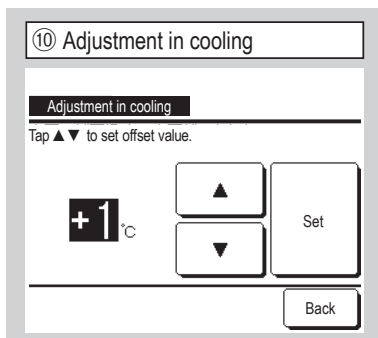 ⑩ Adjustment in cooling
Adjustment in cooling
Tap ▲▼ to set offset value.
▲
+1 °C
Set
▼
Back